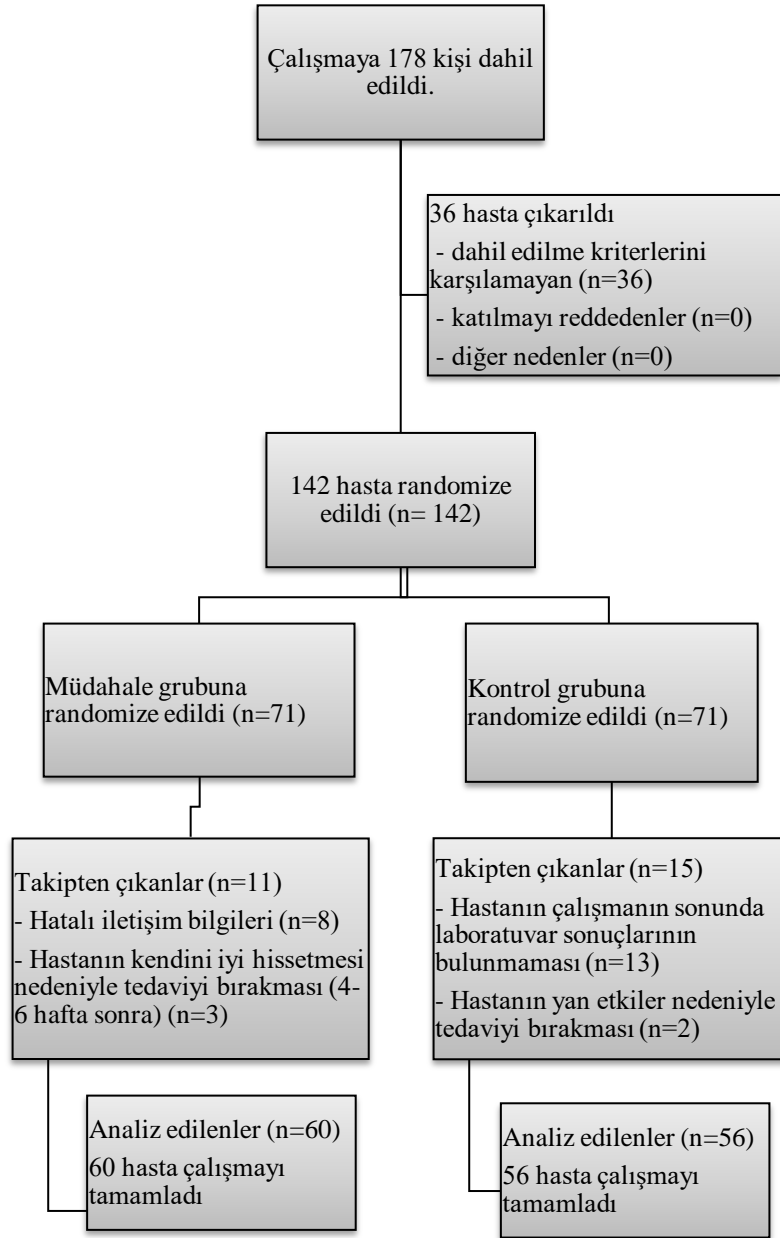 Çalışmaya 178 kişi dahil
edildi.
36 hasta çıkarıldı
- dahil edilme kriterlerini
karşılamayan (n=36)
- katılmayı reddedenler (n=0)
- diğer nedenler (n=0)
142 hasta randomize
edildi (n= 142)
Müdahale grubuna
randomize edildi (n=71)
Kontrol grubuna
randomize edildi (n=71)
Takipten çıkanlar (n=11)
- Hatalı iletişim bilgileri (n=8)
- Hastanın kendini iyi hissetmesi
nedeniyle tedaviyi bırakması (4-
6 hafta sonra) (n=3)
Takipten çıkanlar (n=15)
- Hastanın çalışmanın sonunda
laboratuvar sonuçlarının
bulunmaması (n=13)
- Hastanın yan etkiler nedeniyle
tedaviyi bırakması (n=2)
Analiz edilenler (n=60)
60 hasta çalışmayı
tamamladı
Analiz edilenler (n=56)
56 hasta çalışmayı
tamamladı